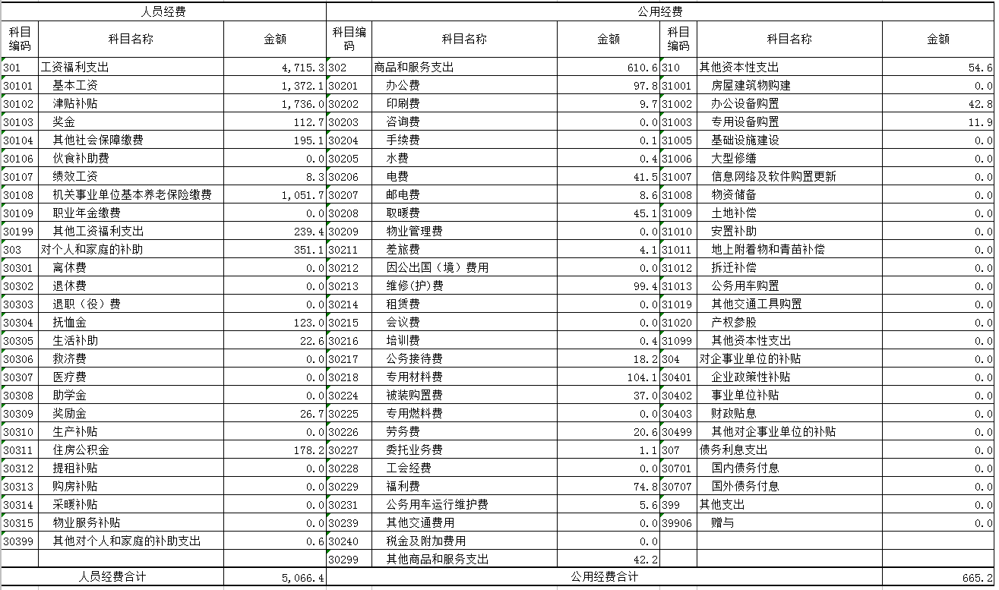 人员经费 公用经费
科目编码 科目名称 金额 科目编码 科目名称 金额 科目编码 科目名称 金额
301 工资福利支出 4,715.3 302 商品和服务支出 610.6 310 其他资本性支出 54.6
30101 基本工资 1,372.1 30201 办公费 97.8 31001 房屋建筑物购建 0.0
30102 津贴补贴 1,736.0 30202 印刷费 9.7 31002 办公设备购置 42.8
30103 奖金 112.7 30203 咨询费 0.0 31003 专用设备购置 11.9
30104 其他社会保障缴费 195.1 30204 手续费 0.1 31005 基础设施建设 0.0
30106 伙食补助费 0.0 30205 水费 0.4 31006 大型修缮 0.0
30107 绩效工资 8.3 30206 电费 41.5 31007 信息网络及软件购置更新 0.0
30108 机关事业单位基本养老保险缴费 1,051.7 30207 邮电费 8.6 31008 物资储备 0.0
30109 职业年金缴费 0.0 30208 取暖费 45.1 31009 土地补偿 0.0
30199 其他工资福利支出 239.4 30209 物业管理费 0.0 31010 安置补助 0.0
303 对个人和家庭的补助 351.1 30211 差旅费 4.1 31011 地上附着物和青苗补偿 0.0
30301 离休费 0.0 30212 因公出国（境）费用 0.0 31012 拆迁补偿 0.0
30302 退休费 0.0 30213 维修(护)费 99.4 31013 公务用车购置 0.0
30303 退职（役）费 0.0 30214 租赁费 0.0 31019 其他交通工具购置 0.0
30304 抚恤金 123.0 30215 会议费 0.0 31020 产权参股 0.0
30305 生活补助 22.6 30216 培训费 0.4 31099 其他资本性支出 0.0
30306 救济费 0.0 30217 公务接待费 18.2 304 对企事业单位的补贴 0.0
30307 医疗费 0.0 30218 专用材料费 104.1 30401 企业政策性补贴 0.0
30308 助学金 0.0 30224 被装购置费 37.0 30402 事业单位补贴 0.0
30309 奖励金 26.7 30225 专用燃料费 0.0 30403 财政贴息 0.0
30310 生产补贴 0.0 30226 劳务费 20.6 30499 其他对企事业单位的补贴 0.0
30311 住房公积金 178.2 30227 委托业务费 1.1 307 债务利息支出 0.0
30312 提租补贴 0.0 30228 工会经费 0.0 30701 国内债务付息 0.0
30313 购房补贴 0.0 30229 福利费 74.8 30707 国外债务付息 0.0
30314 采暖补贴 0.0 30231 公务用车运行维护费 5.6 399 其他支出 0.0
30315 物业服务补贴 0.0 30239 其他交通费用 0.0 39906 赠与 0.0
30399 其他对个人和家庭的补助支出 0.6 30240 税金及附加费用 0.0
30299 其他商品和服务支出 42.2
人员经费合计 5,066.4 公用经费合计 665.2